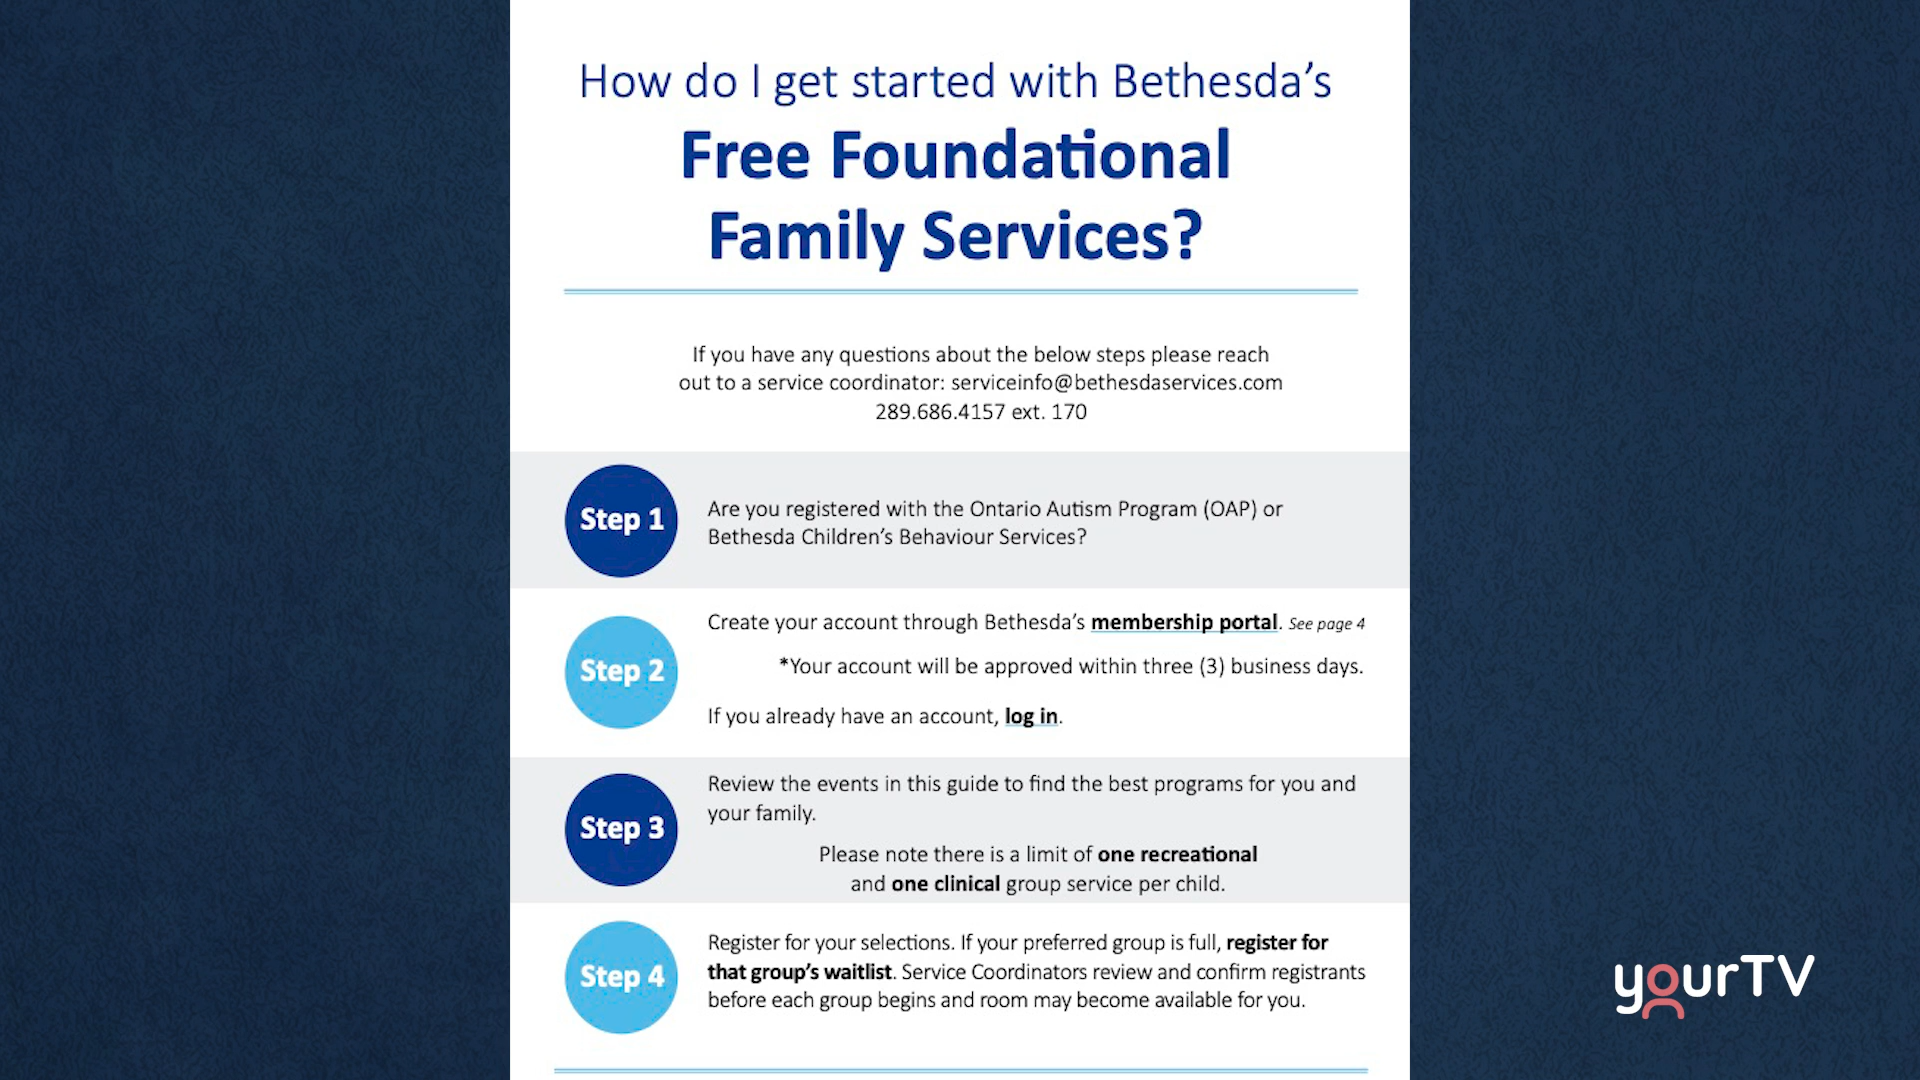 How do I get started with Bethesda's
Free Foundational
Family Services?
If you have any questions about the below steps please reach
out to a service coordinator: serviceinfo@bethesdaservices.com
289.686.4157 ext. 170
Step 1
Are you registered with the Ontario Autism Program (OAP) or
Bethesda Children's Behaviour Services?
Step 2
Create your account through Bethesda's membership portal. See page 4
*Your account will be approved within three (3) business days.
If you already have an account, log in.
Step 3
Review the events in this guide to find the best programs for you and
your family.
Please note there is a limit of one recreational
and one clinical group service per child.
Step 4
Register for your selections. If your preferred group is full, register for
that group's waitlist. Service Coordinators review and confirm registrants
before each group begins and room may become available for you.
yourTV